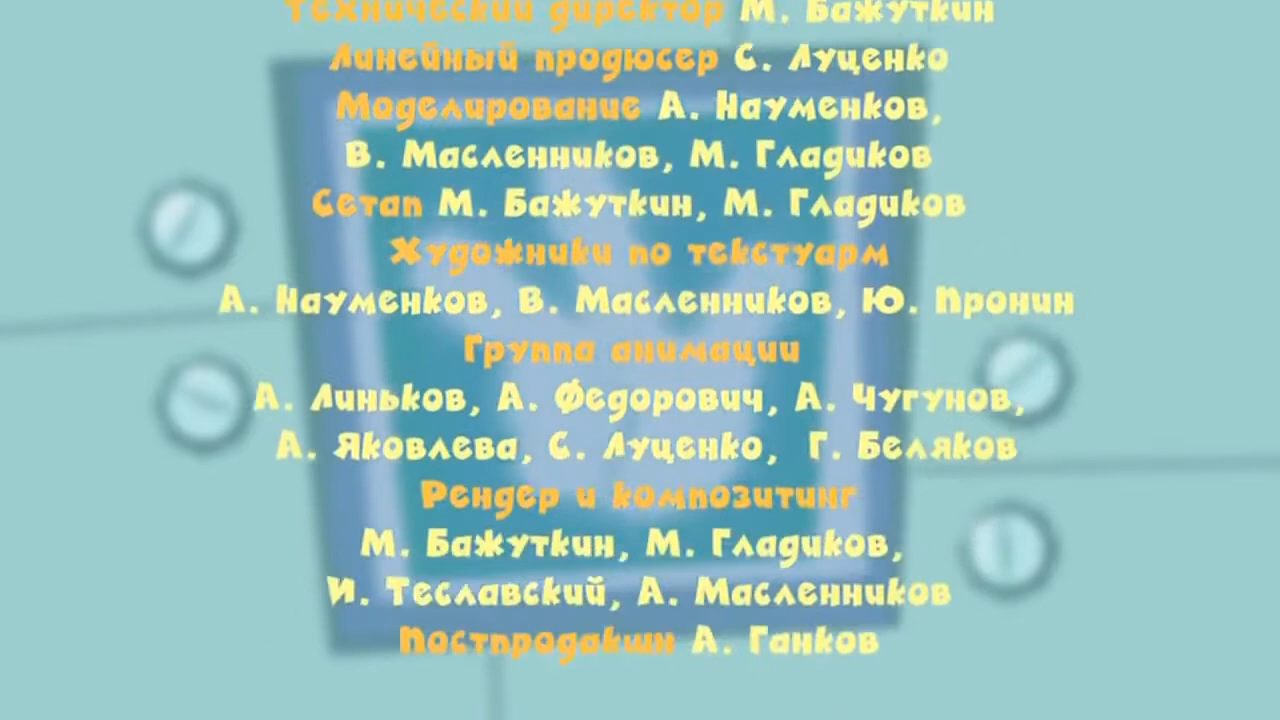 Технический директор М. Бажуткин
Линейный продюсер С. Луценко
Моделирование А. Науменков,
В. Масленников, М. Гладиков
Сетап М. Бажуткин, М. Гладиков
Художники по текстуарм
А. Науменков, В. Масленников, Ю. Пронин
Группа анимации
А. Линьков, А. Федорович, А. Чугунов,
А. Яковлева, С. Луценко, Г. Беляков
Рендер и композитинг
М. Бажуткин, М. Гладиков,
И. Теславский, А. Масленников
Постпродакшн А. Ганков